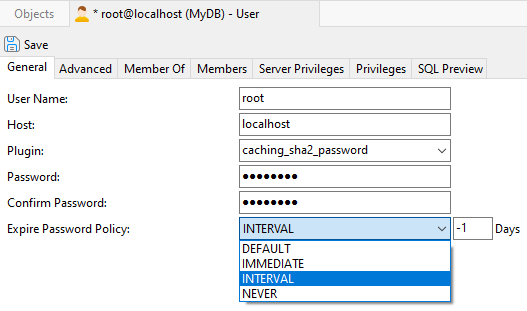 Objects
* root@localhost (MyDB) - User
Save
General Advanced Member Of Members Server Privileges Privileges SQL Preview
User Name: root
Host: localhost
Plugin: caching_sha2_password
Password: ●●●●●●●●
Confirm Password: ●●●●●●●●
Expire Password Policy: INTERVAL -1 Days
DEFAULT
IMMEDIATE
INTERVAL
NEVER